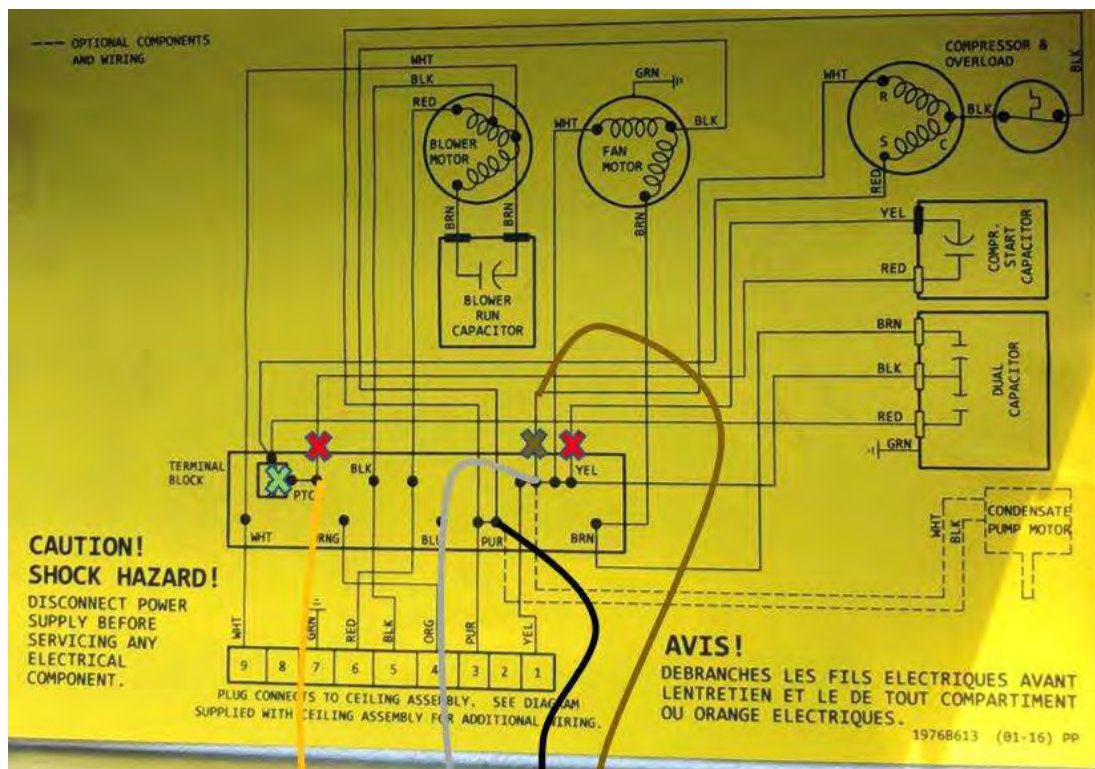 ---- OPTIONAL COMPONENTS
AND WIRING
WHT
BLK
RED
BLOWER
MOTOR
BRN
BRN
BLOWER
RUN
CAPACITOR
GRN
WHT
BLK
FAN
MOTOR
BRN
COMPRESSOR &
OVERLOAD
WHT
R
S
C
BLK
BLK
RED
YEL
RED
COMPR.
START
CAPACITOR
BRN
BLK
RED
GRN
DUAL
CAPACITOR
TERMINAL
BLOCK
PTC
BLK
YEL
WHT
ORNG
BLU
PUR
BRN
WHT
BLK
CONDENSATE
PUMP MOTOR
CAUTION!
SHOCK HAZARD!
DISCONNECT POWER
SUPPLY BEFORE
SERVICING ANY
ELECTRICAL
COMPONENT.
WHT
GRN
RED
BLK
ORG
PUR
YEL
9 8 7 6 5 4 3 2 1
PLUG CONNECTS TO CEILING ASSEMBLY. SEE DIAGRAM
SUPPLIED WITH CEILING ASSEMBLY FOR ADDITIONAL WIRING.
AVIS!
DEBRANCHES LES FILS ELECTRIQUES AVANT
LENTRETIEN ET LE DE TOUT COMPARTIMENT
OU ORANGE ELECTRIQUES.
1976B613 (01-16) PP